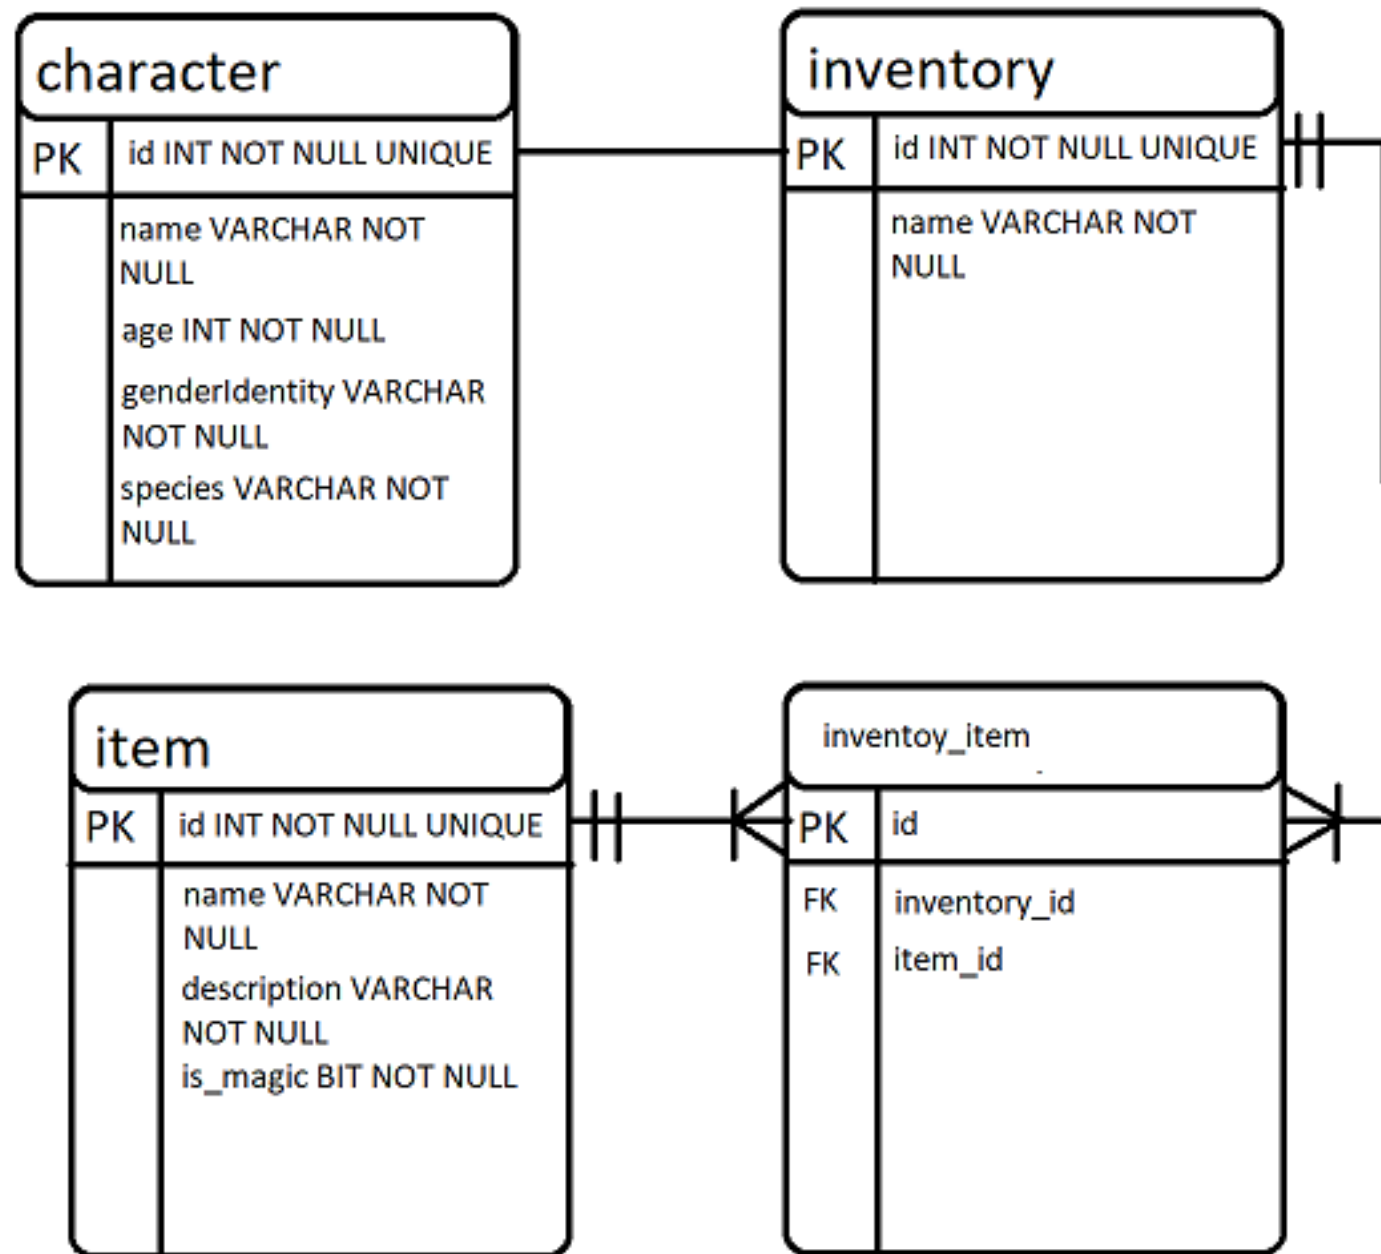 character
PK
id INT NOT NULL UNIQUE
name VARCHAR NOT
NULL
age INT NOT NULL
genderIdentity VARCHAR
NOT NULL
species VARCHAR NOT
NULL
inventory
PK
id INT NOT NULL UNIQUE
name VARCHAR NOT
NULL
item
PK
id INT NOT NULL UNIQUE
name VARCHAR NOT
NULL
description VARCHAR
NOT NULL
is_magic BIT NOT NULL
inventoy_item
PK
id
FK
inventory_id
FK
item_id